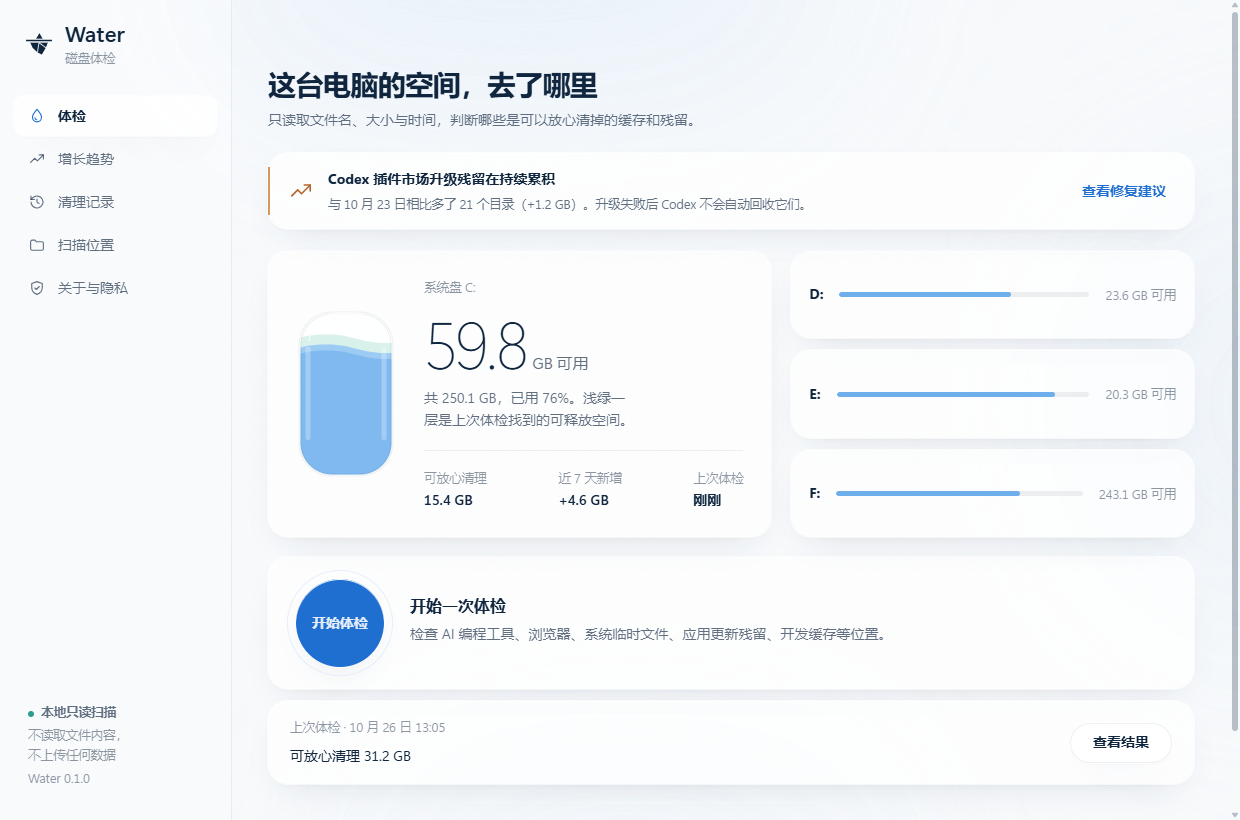 Water
磁盘体检
体检
增长趋势
清理记录
扫描位置
关于与隐私
本地只读扫描
不读取文件内容，
不上传任何数据
Water 0.1.0
这台电脑的空间，去了哪里
只读取文件名、大小与时间，判断哪些是可以放心清掉的缓存和残留。
Codex 插件市场升级残留在持续累积
与 10 月 23 日相比多了 21 个目录（+1.2 GB）。升级失败后 Codex 不会自动回收它们。
查看修复建议
系统盘 C:
59.8 GB 可用
共 250.1 GB，已用 76%。浅绿一
层是上次体检找到的可释放空间。
可放心清理 近 7 天新增 上次体检
15.4 GB +4.6 GB 刚刚
D: 23.6 GB 可用
E: 20.3 GB 可用
F: 243.1 GB 可用
开始体检
开始一次体检
检查 AI 编程工具、浏览器、系统临时文件、应用更新残留、开发缓存等位置。
上次体检 · 10 月 26 日 13:05
可放心清理 31.2 GB
查看结果